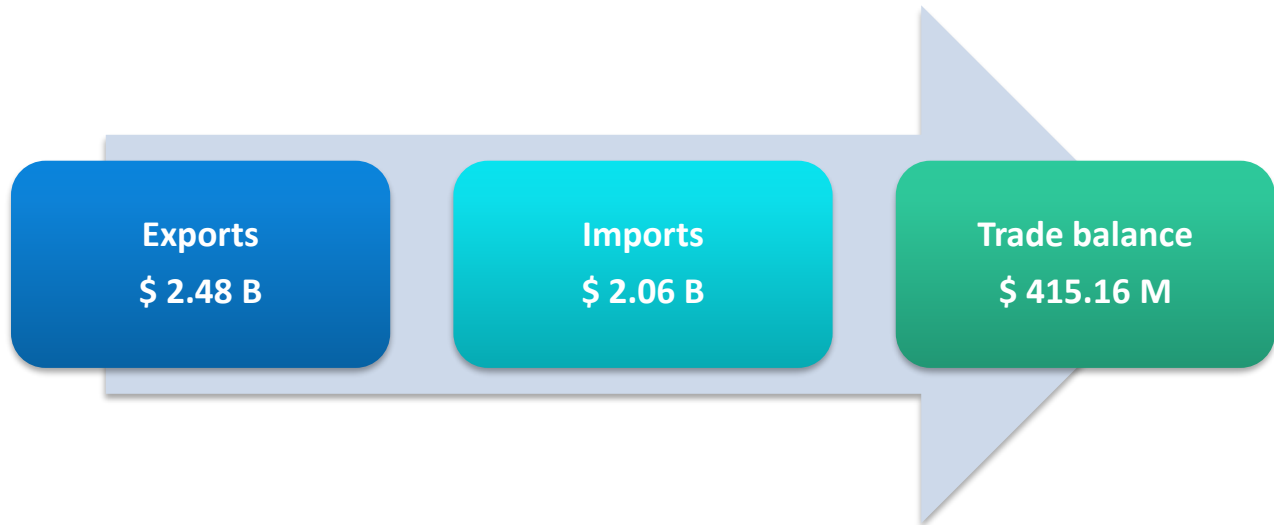 Exports
$ 2.48 B
Imports
$ 2.06 B
Trade balance
$ 415.16 M